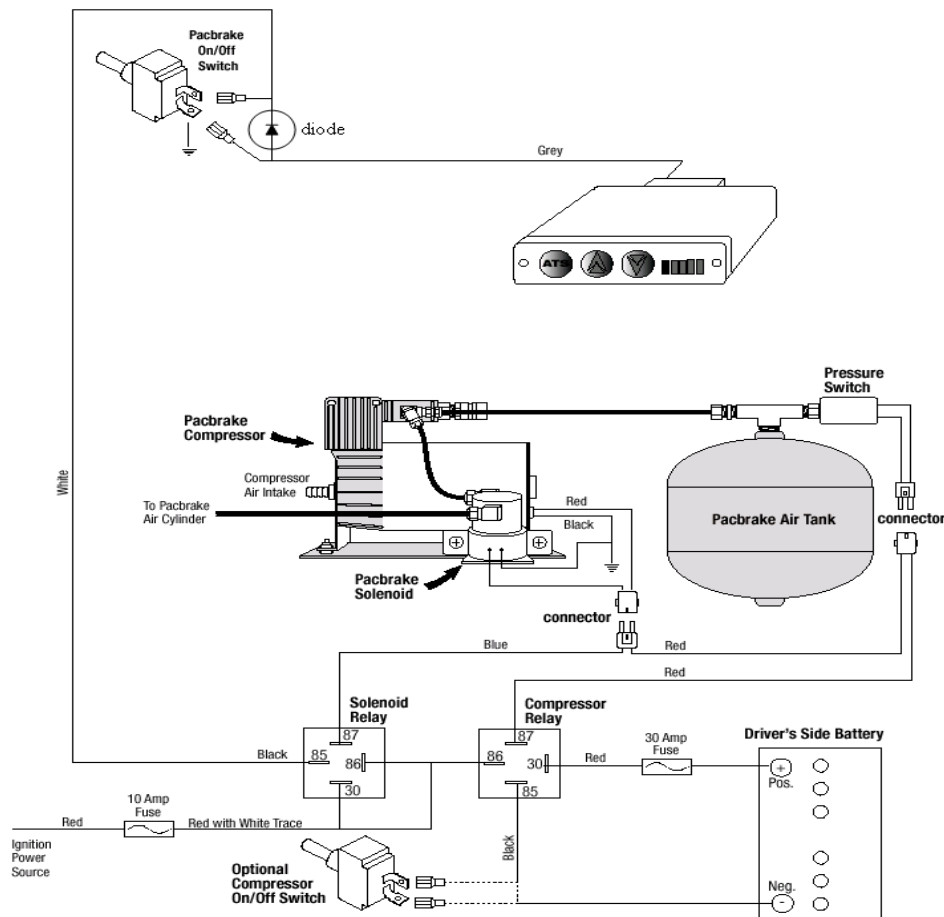 Pacbrake
On/Off
Switch
diode
Grey
ATS
Pressure
Switch
Pacbrake
Compressor
White
Compressor
Air Intake
To Pacbrake
Air Cylinder
Red
Black
Pacbrake Air Tank
connector
Pacbrake
Solenoid
connector
Blue
Red
Red
Solenoid
Relay
Compressor
Relay
87
87
30 Amp
Fuse
Driver's Side Battery
Black
85
86
86
30
Red
+
Pos.
30
85
10 Amp
Fuse
Red
Red with White Trace
Ignition
Power
Source
Black
Optional
Compressor
On/Off Switch
Neg.
-